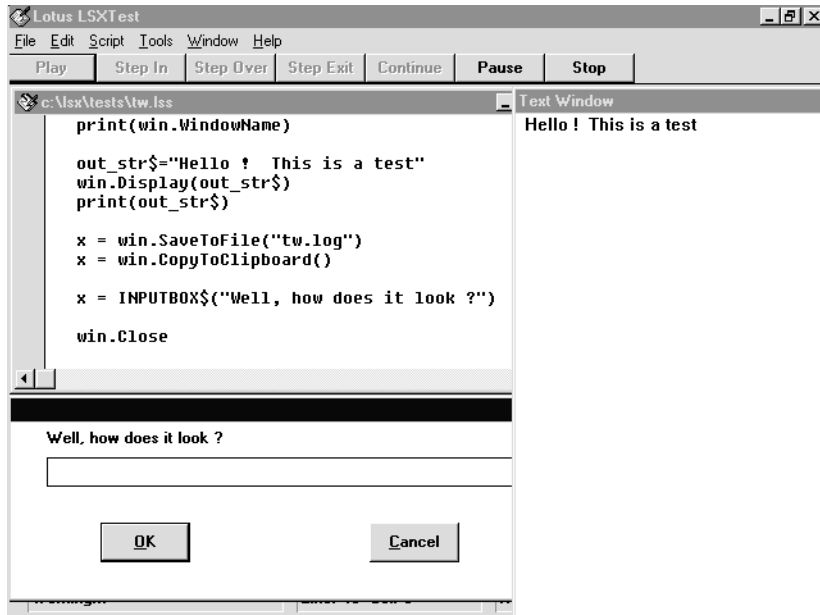 Lotus LSXTest
File Edit Script Tools Window Help
Play Step In Step Over Step Exit Continue Pause Stop
c:\lsx\tests\tw.lss
print(win.WindowName)
out_str$="Hello !  This is a test"
win.Display(out_str$)
print(out_str$)
x = win.SaveToFile("tw.log")
x = win.CopyToClipboard()
x = INPUTBOX$("Well, how does it look ?")
win.Close
Text Window
Hello !  This is a test
Well, how does it look ?
OK Cancel